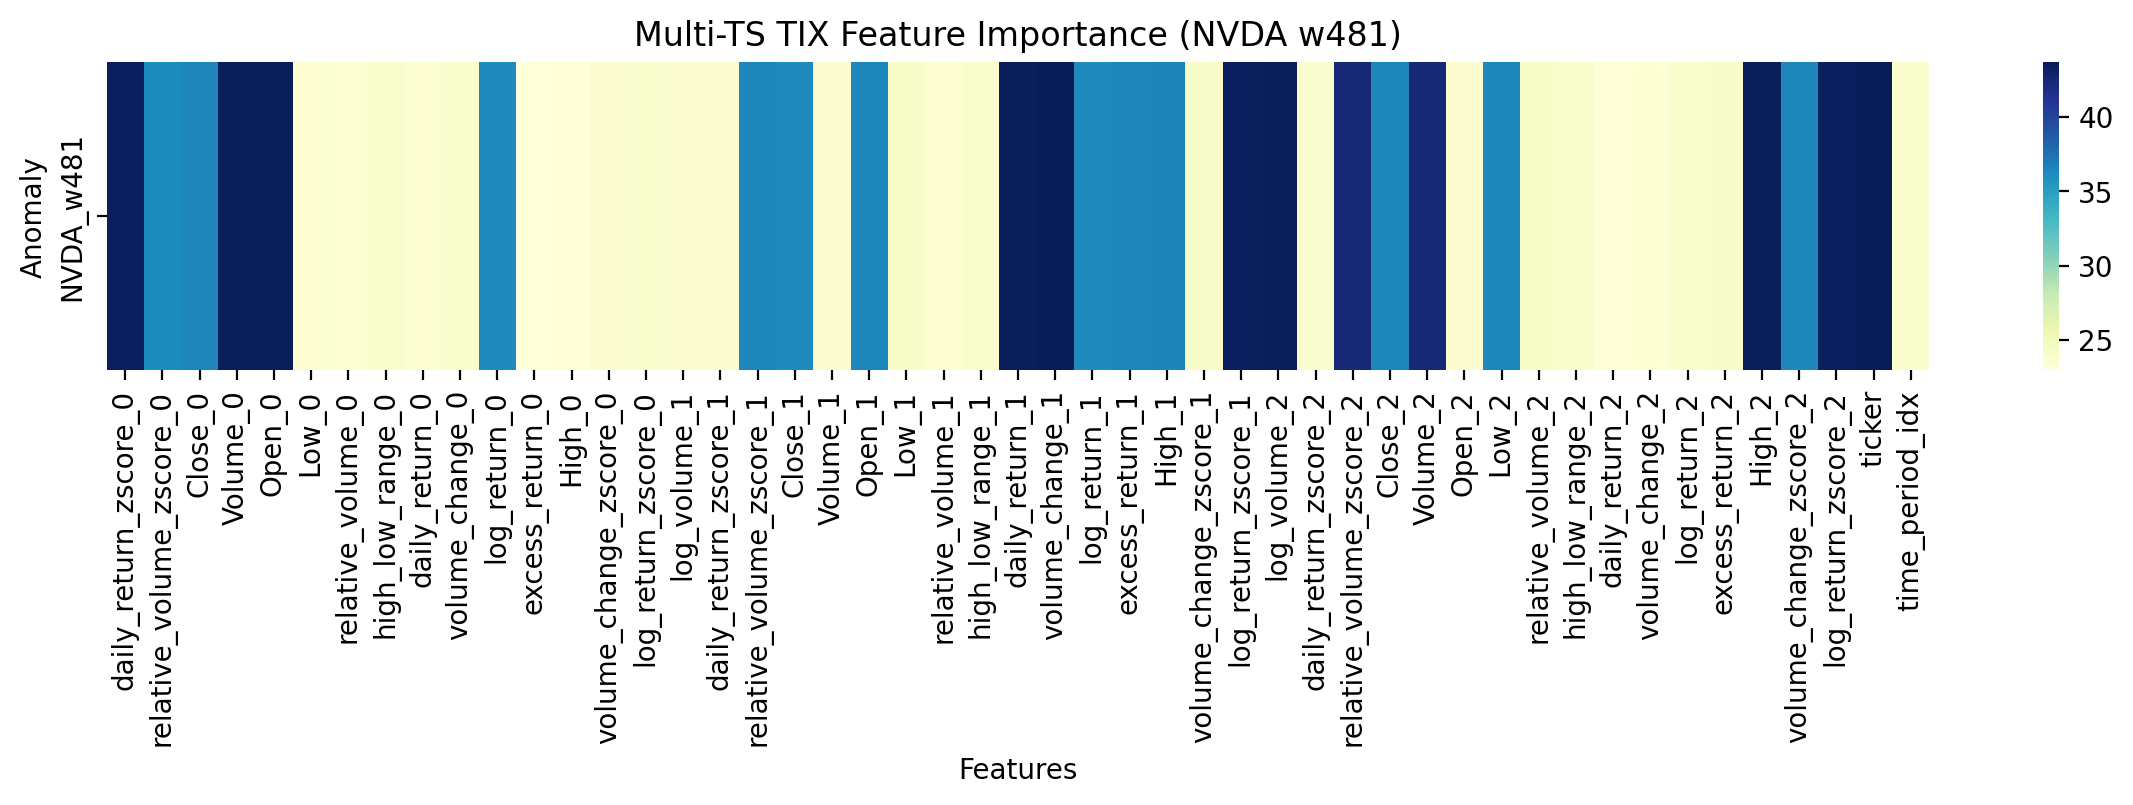 Multi-TS TIX Feature Importance (NVDA w481)
Anomaly
NVDA_w481
40
35
30
25
daily_return_zscore_0
relative_volume_zscore_0
Close_0
Volume_0
Open_0
Low_0
relative_volume_0
high_low_range_0
daily_return_0
volume_change_0
log_return_0
excess_return_0
High_0
volume_change_zscore_0
log_return_zscore_0
log_volume_1
daily_return_zscore_1
relative_volume_zscore_1
Close_1
Volume_1
Open_1
Low_1
relative_volume_1
high_low_range_1
daily_return_1
volume_change_1
log_return_1
excess_return_1
High_1
volume_change_zscore_1
log_return_zscore_1
log_volume_2
daily_return_zscore_2
relative_volume_zscore_2
Close_2
Volume_2
Open_2
Low_2
relative_volume_2
high_low_range_2
daily_return_2
volume_change_2
log_return_2
excess_return_2
High_2
volume_change_zscore_2
log_return_zscore_2
ticker
time_period_idx
Features